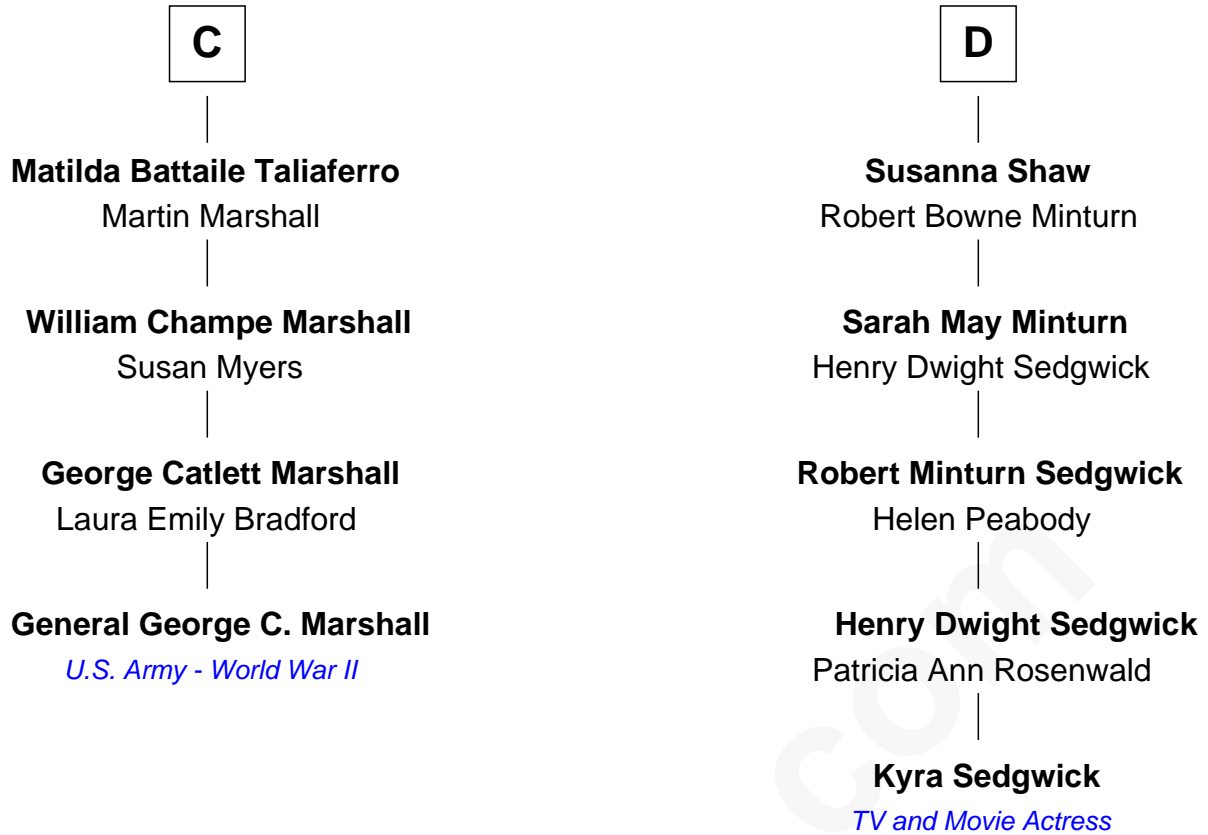 C
Matilda Battaile Taliaferro
Martin Marshall
William Champe Marshall
Susan Myers
George Catlett Marshall
Laura Emily Bradford
General George C. Marshall
U.S. Army - World War II
D
Susanna Shaw
Robert Bowne Minturn
Sarah May Minturn
Henry Dwight Sedgwick
Robert Minturn Sedgwick
Helen Peabody
Henry Dwight Sedgwick
Patricia Ann Rosenwald
Kyra Sedgwick
TV and Movie Actress
com